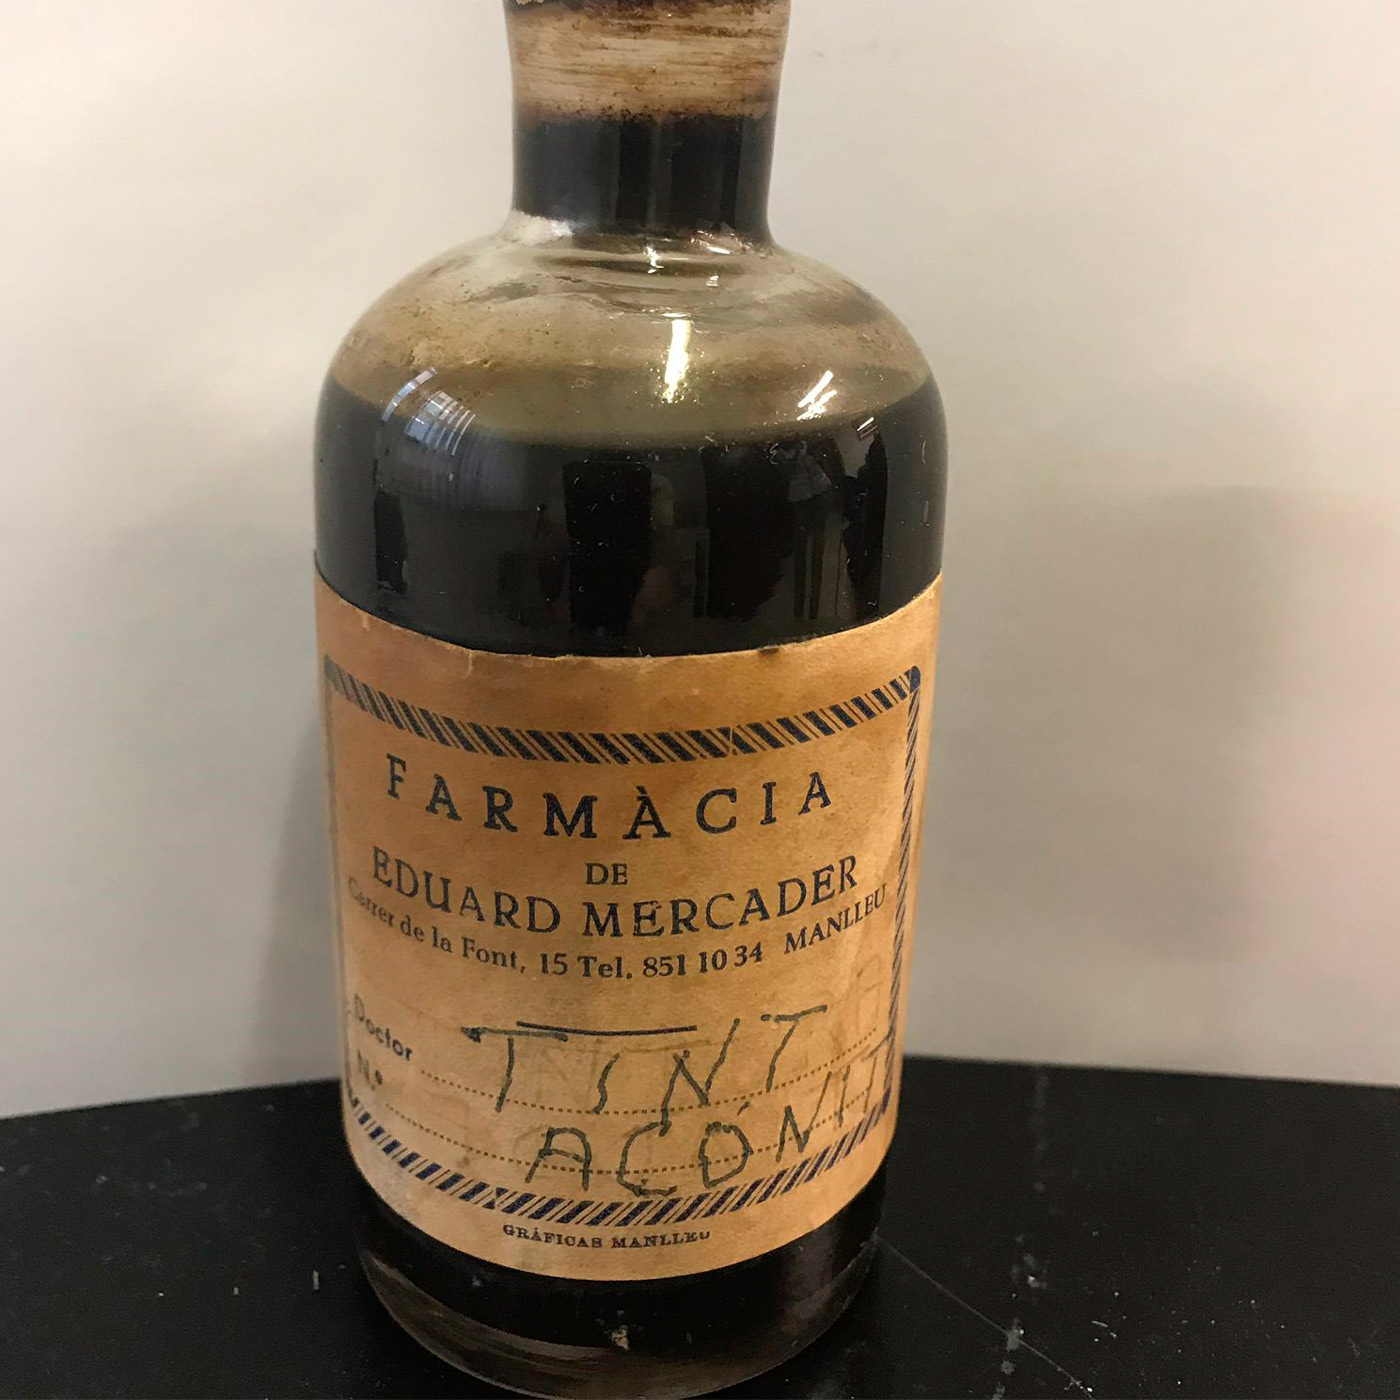 FARMÀCIA
DE
EDUARD MERCADER
Carrer de la Font, 15 Tel. 851 10 34 MANLLEU
Doctor TINT
N.º ACÓNIT
GRÁFICAS MANLLEU